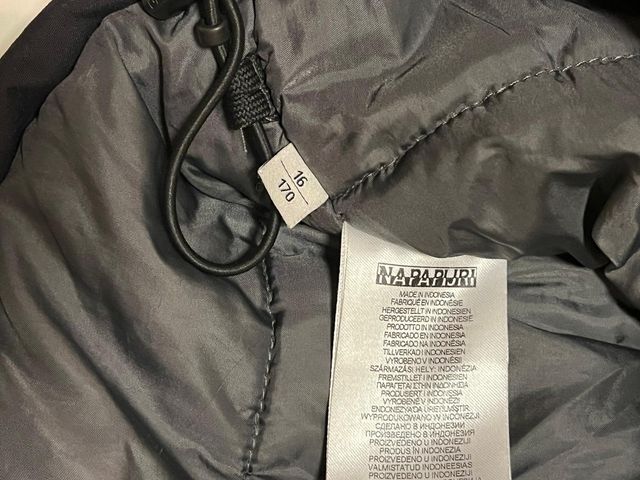 16
170
NAPAPIJRI
MADE IN INDONESIA
FABRIQUÉ EN INDONÉSIE
HERGESTELLT IN INDONESIEN
GEPRODUCEERD IN INDONESIË
PRODOTTO IN INDONESIA
FABRICADO EN INDONESIA
FABRICADO NA INDONÉSIA
TILLVERKAD I INDONESIEN
VYROBENO V INDONÉSII
SZÁRMAZÁSI HELY: INDONÉZIA
FREMSTILLET I INDONESIEN
ΠΑΡΑΓΕΤΑΙ ΣΤΗΝ ΙΝΔΟΝΗΣΙΑ
PRODUSERT I INDONESIA
VYROBENÉ V INDONÉZII
ENDONEZYA'DA ÜRETİLMİŞTİR
WYPRODUKOWANO W INDONEZJI
СДЕЛАНО В ИНДОНЕЗИИ
ПРОИЗВЕДЕНО В ИНДОНЕЗИЯ
PROIZVEDENO U INDONEZIJI
PRODUS ÎN INDONEZIA
PROIZVEDENO V INDONEZIJI
VALMISTATUD INDONEESIAS